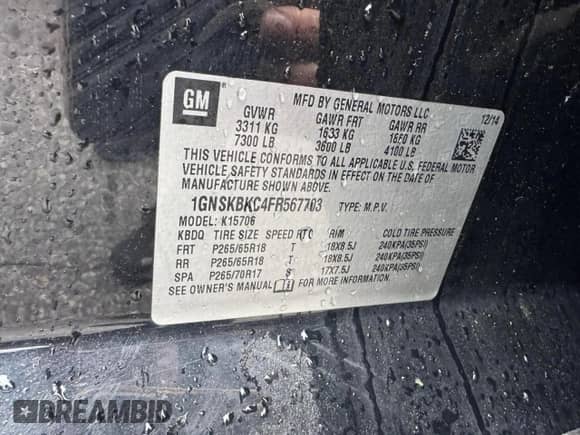 GM
MFD BY GENERAL MOTORS LLC
12/14
GVWR GAWR FRT GAWR RR
3311 KG 1633 KG 1860 KG
7300 LB 3600 LB 4100 LB
THIS VEHICLE CONFORMS TO ALL APPLICABLE U.S. FEDERAL MOTOR
VEHICLE SAFETY STANDARDS IN EFFECT ON THE DATE OF
MANUFACTURE SHOWN ABOVE.
1GNSKBKC4FR567703 TYPE: M.P.V.
MODEL: K15706
KBDQ TIRE SIZE SPEED RTG RIM COLD TIRE PRESSURE
FRT P265/65R18 T 18X8.5J 240KPA(35PSI)
RR P265/65R18 T 18X8.5J 240KPA(35PSI)
SPA P265/70R17 S 17X7.5J 240KPA(35PSI)
SEE OWNER'S MANUAL FOR MORE INFORMATION.
DREAMBID